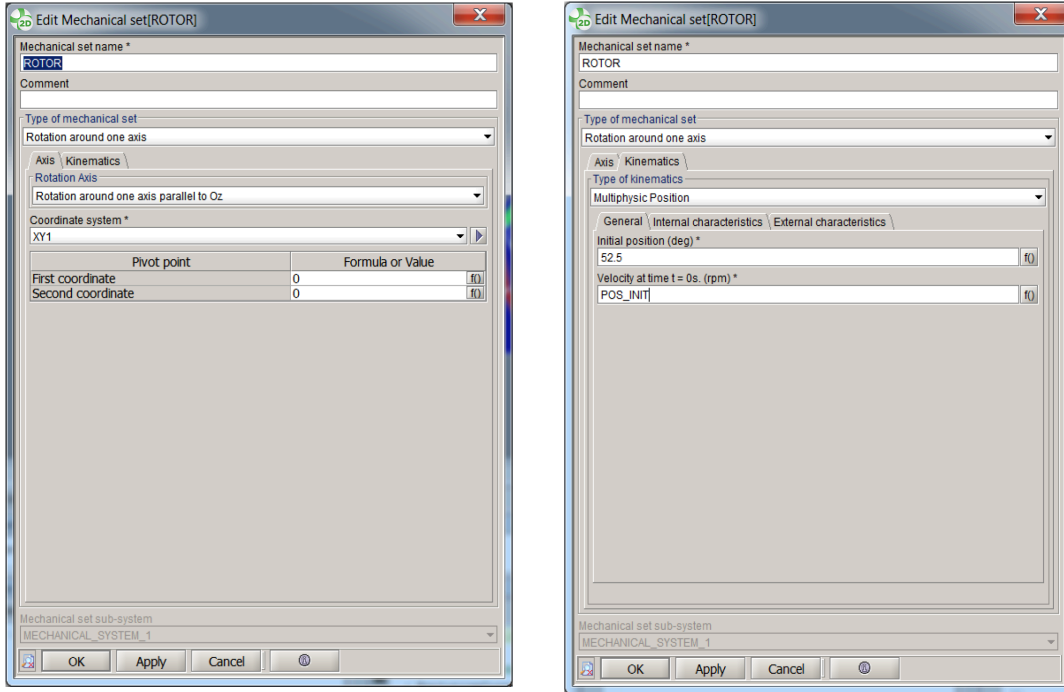 2D
Edit Mechanical set[ROTOR]
X
Mechanical set name *
ROTOR
Comment
Type of mechanical set
Rotation around one axis
Axis
Kinematics
Rotation Axis
Rotation around one axis parallel to Oz
Coordinate system *
XY1
Pivot point
Formula or Value
First coordinate
0
f()
Second coordinate
0
f()
Mechanical set sub-system
MECHANICAL_SYSTEM_1
OK
Apply
Cancel
2D
Edit Mechanical set[ROTOR]
X
Mechanical set name *
ROTOR
Comment
Type of mechanical set
Rotation around one axis
Axis
Kinematics
Type of kinematics
Multiphysic Position
General
Internal characteristics
External characteristics
Initial position (deg) *
52.5
f()
Velocity at time t = 0s. (rpm) *
POS_INIT
f()
Mechanical set sub-system
MECHANICAL_SYSTEM_1
OK
Apply
Cancel